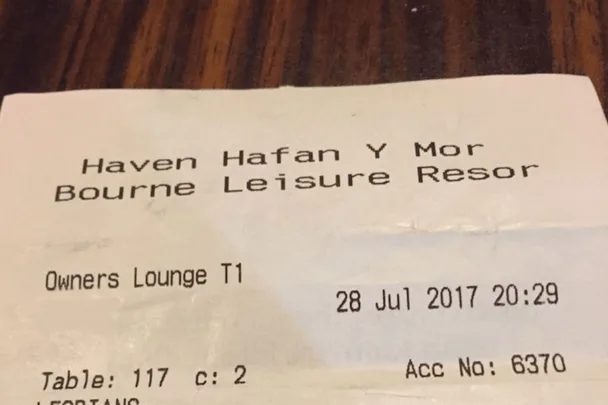 Haven Hafan Y Mor
Bourne Leisure Resor
Owners Lounge T1
28 Jul 2017 20:29
Table: 117 c: 2
Acc No: 6370